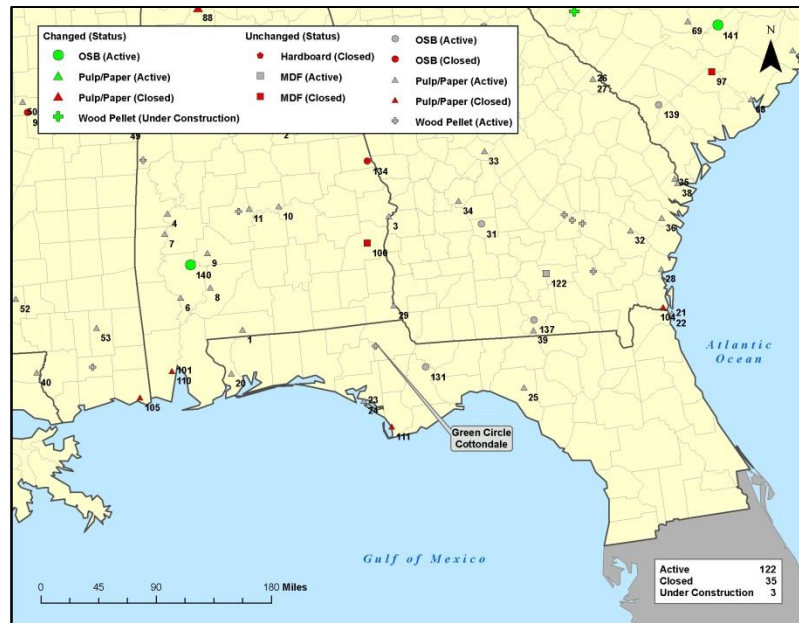 88
Changed (Status)
OSB (Active)
Pulp/Paper (Active)
Pulp/Paper (Closed)
Wood Pellet (Under Construction)
Unchanged (Status)
Hardboard (Closed)
MDF (Active)
MDF (Closed)
OSB (Active)
OSB (Closed)
Pulp/Paper (Active)
Pulp/Paper (Closed)
Wood Pellet (Active)
N
69
141
97
26
27
139
68
50
9
49
2
134
33
35
38
4
11
10
34
3
31
36
7
32
100
9
140
8
122
28
6
52
29
104
21
22
53
1
137
39
Atlantic
Ocean
40
101
110
20
131
25
105
23
24
111
Green Circle
Cottondale
Gulf of Mexico
Active 122
Closed 35
Under Construction 3
0 45 90 180 Miles